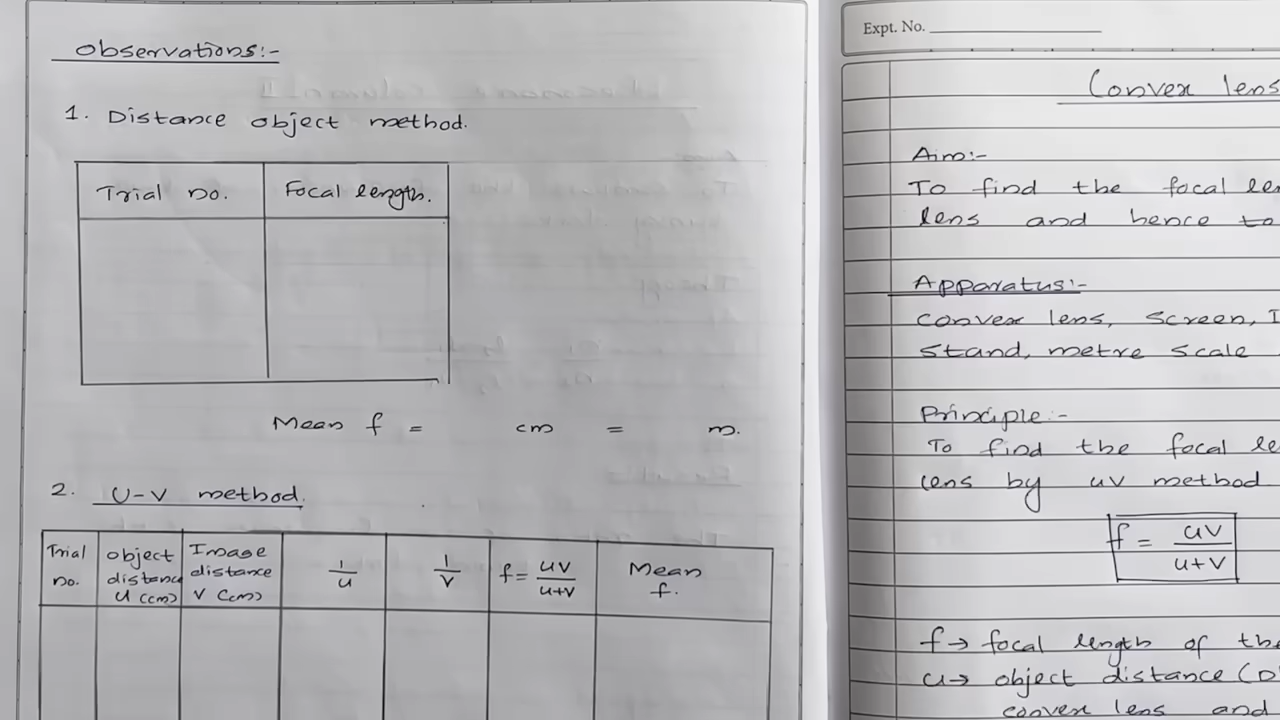 Observations:-
1. Distance object method.
Trial no. Focal length.
Mean f = cm = m.
2. U-V method.
Trial no. object distanc u (cm) Image distance v (cm) 1/u 1/v f = uv/u+v Mean f.
Expt. No.
Convex lens
Aim:-
To find the focal le
lens and hence to
Apparatus:-
Convex lens, Screen, I
Stand, metre scale
Principle:-
To find the focal le
lens by uv method
f = uv/u+v
f → focal length of the
u → object distance (D
convex lens and